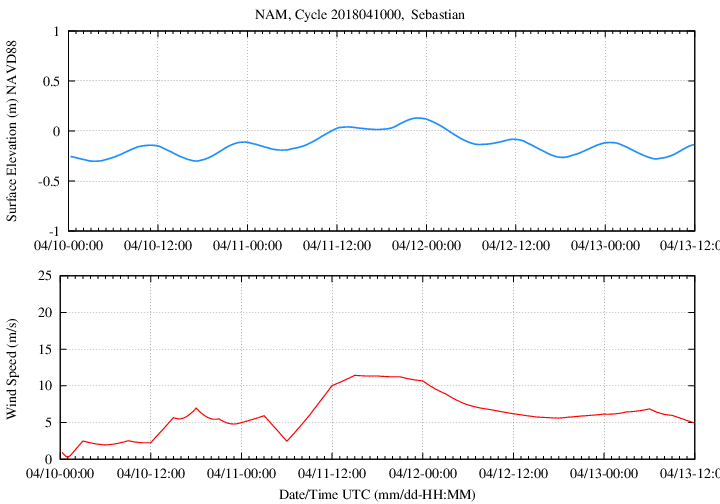 NAM, Cycle 2018041000,  Sebastian
Surface Elevation (m) NAVD88
1
0.5
0
-0.5
-1
04/10-00:00 04/10-12:00 04/11-00:00 04/11-12:00 04/12-00:00 04/12-12:00 04/13-00:00 04/13-12:0
Wind Speed (m/s)
25
20
15
10
5
0
04/10-00:00 04/10-12:00 04/11-00:00 04/11-12:00 04/12-00:00 04/12-12:00 04/13-00:00 04/13-12:0
Date/Time UTC (mm/dd-HH:MM)